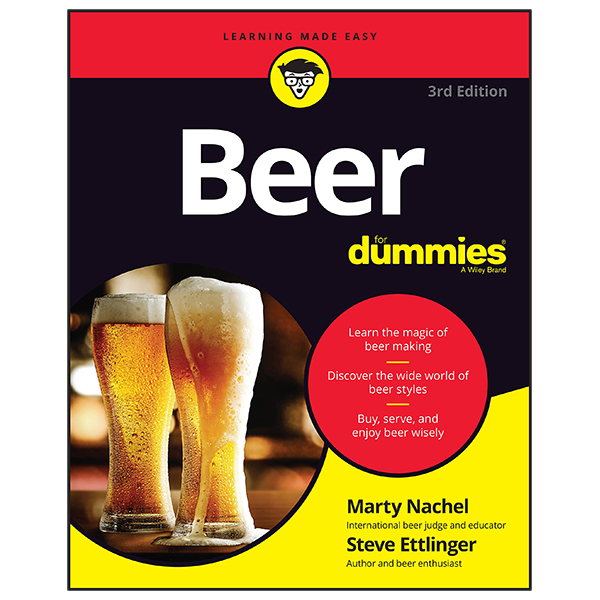 LEARNING MADE EASY
3rd Edition
Beer
for
dummies®
A Wiley Brand
Learn the magic of
beer making
Discover the wide world of
beer styles
Buy, serve, and
enjoy beer wisely
Marty Nachel
International beer judge and educator
Steve Ettlinger
Author and beer enthusiast